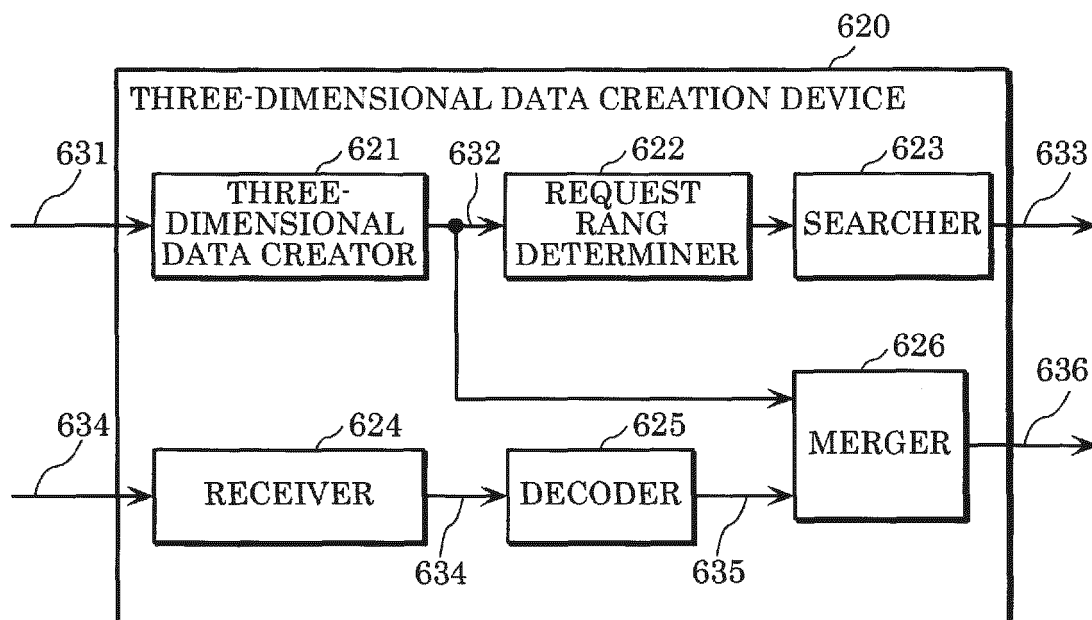 620
THREE-DIMENSIONAL DATA CREATION DEVICE
631
621
632
622
623
633
THREE-
DIMENSIONAL
DATA CREATOR
REQUEST
RANG
DETERMINER
SEARCHER
626
636
634
624
625
MERGER
RECEIVER
DECODER
634
635